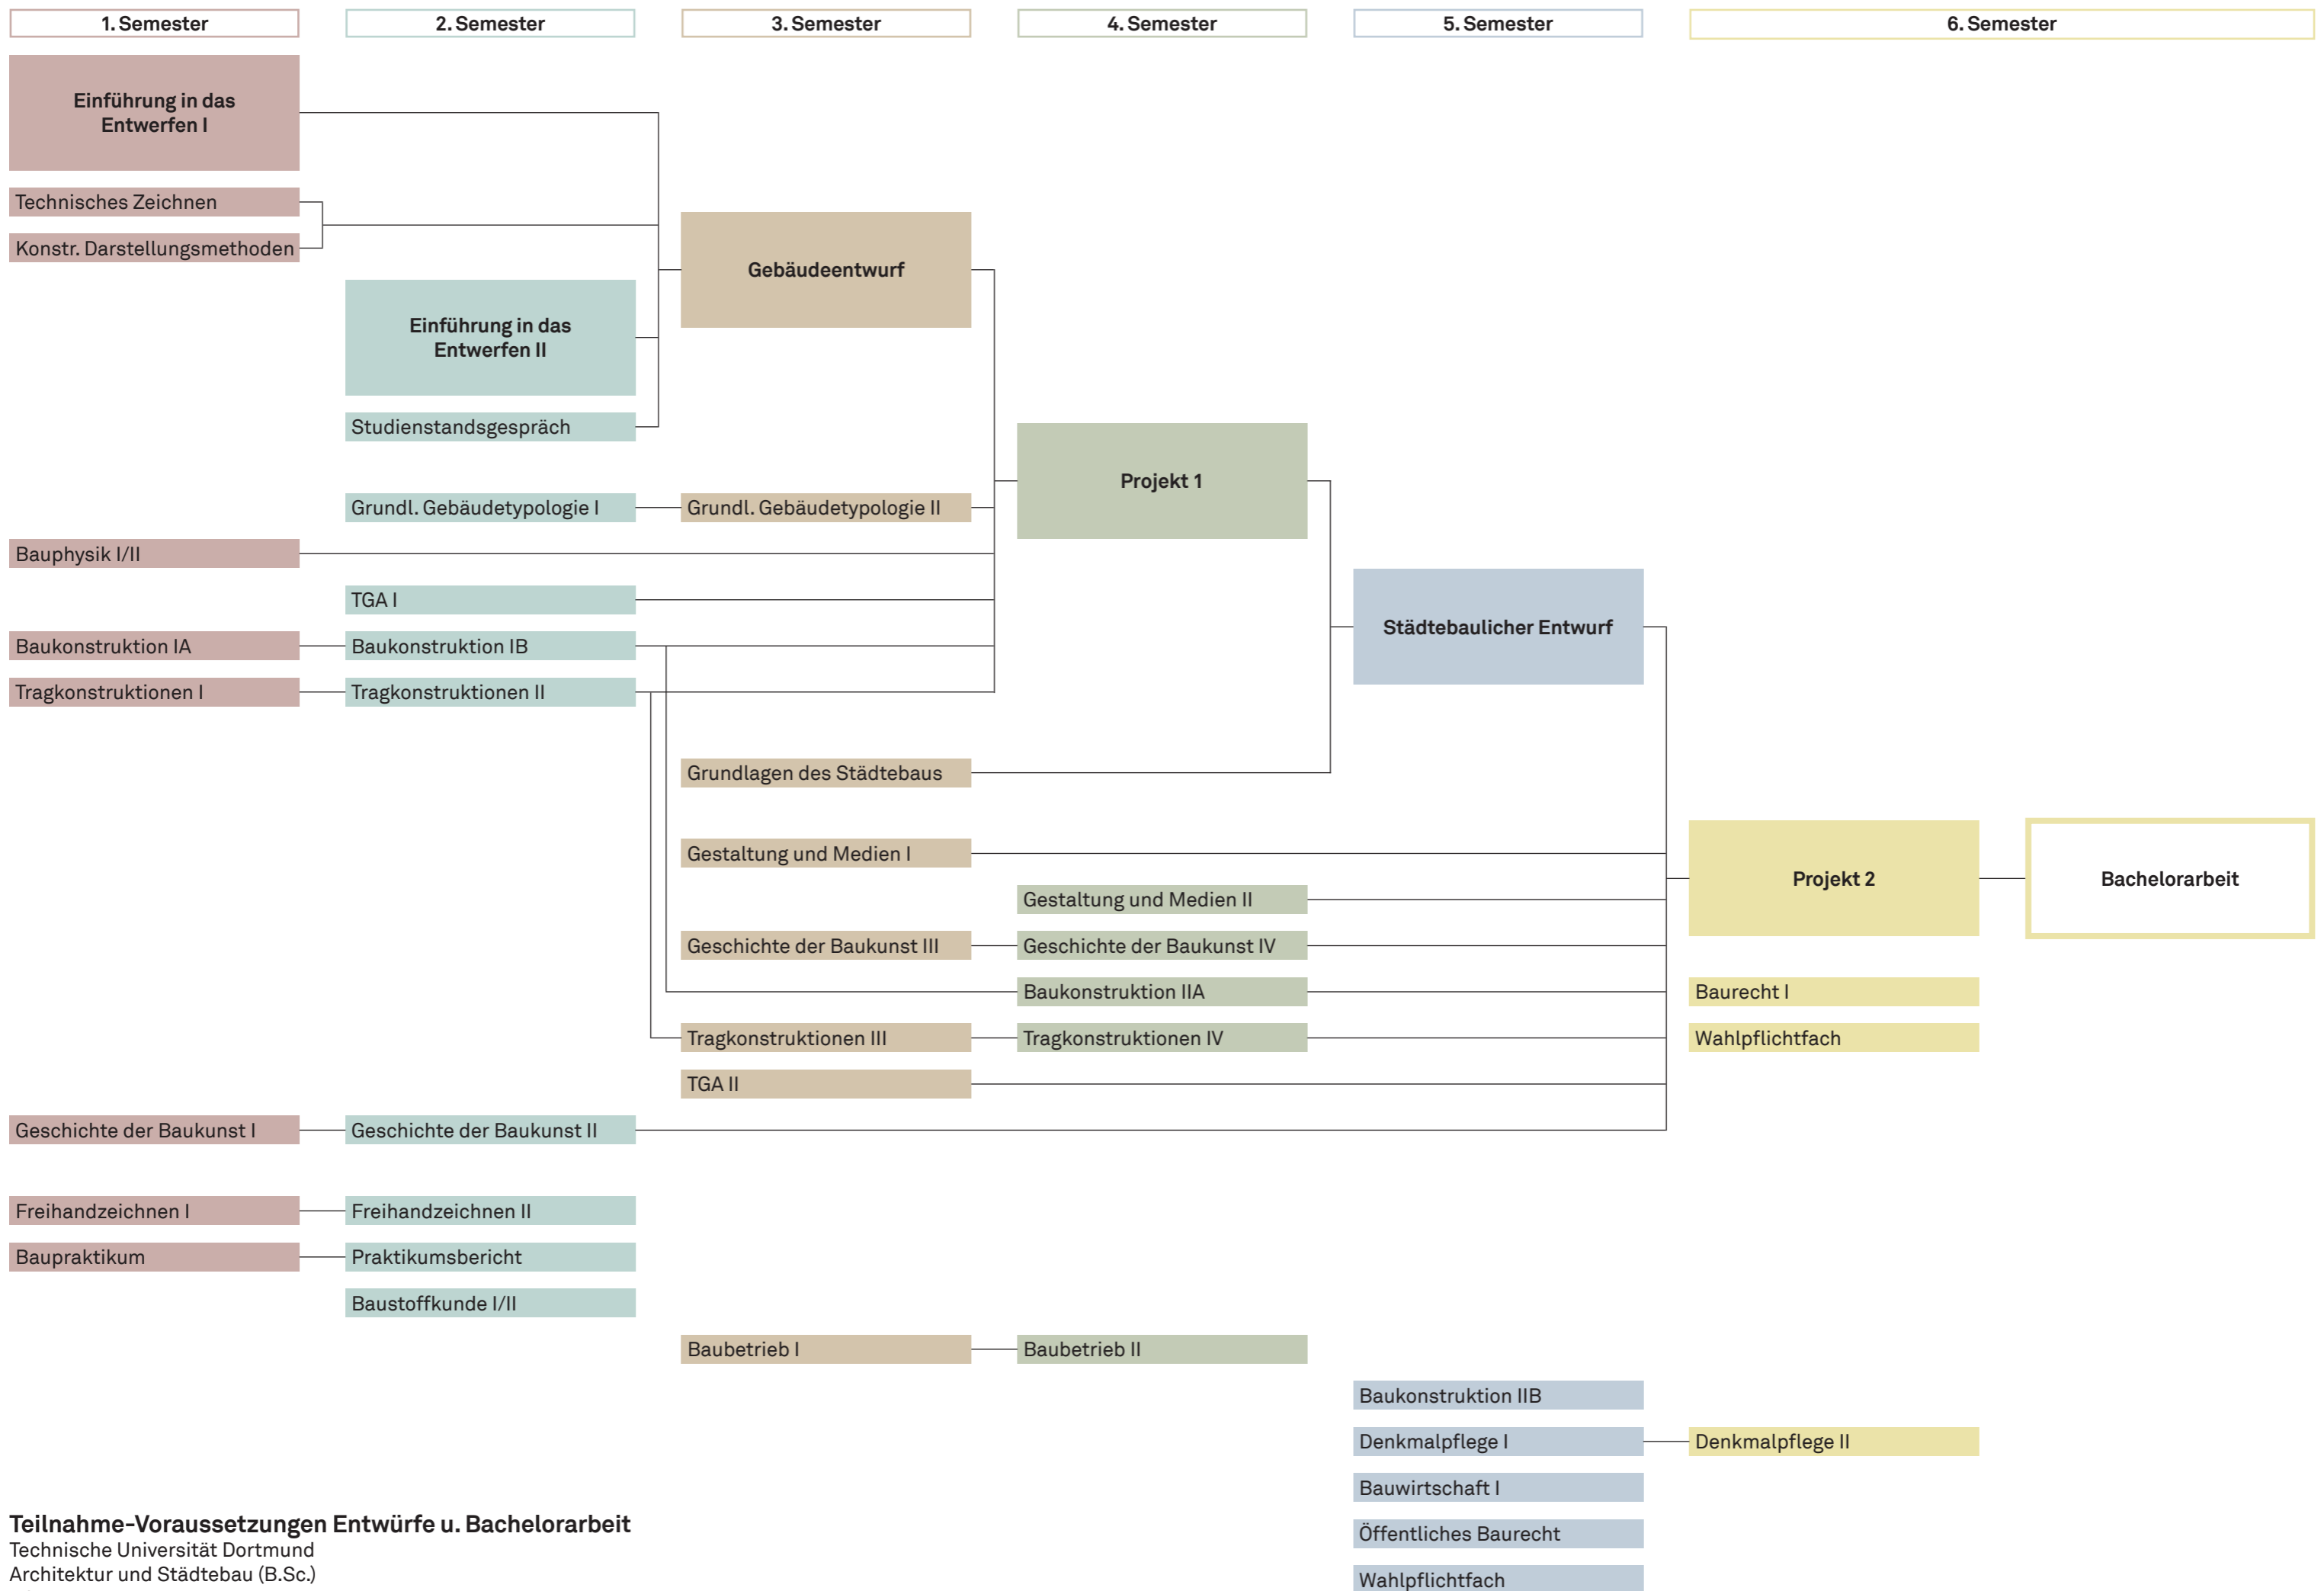 1. Semester
2. Semester
3. Semester
4. Semester
5. Semester
6. Semester
Einführung in das
Entwerfen I
Technisches Zeichnen
Konstr. Darstellungsmethoden
Gebäudeentwurf
Einführung in das
Entwerfen II
Studienstandsgespräch
Projekt 1
Grundl. Gebäudetypologie I
Grundl. Gebäudetypologie II
Bauphysik I/II
TGA I
Städtebaulicher Entwurf
Baukonstruktion IA
Baukonstruktion IB
Tragkonstruktionen I
Tragkonstruktionen II
Grundlagen des Städtebaus
Gestaltung und Medien I
Projekt 2
Bachelorarbeit
Gestaltung und Medien II
Geschichte der Baukunst III
Geschichte der Baukunst IV
Baukonstruktion IIA
Baurecht I
Tragkonstruktionen III
Tragkonstruktionen IV
Wahlpflichtfach
TGA II
Geschichte der Baukunst I
Geschichte der Baukunst II
Freihandzeichnen I
Freihandzeichnen II
Baupraktikum
Praktikumsbericht
Baustoffkunde I/II
Baubetrieb I
Baubetrieb II
Baukonstruktion IIB
Denkmalpflege I
Denkmalpflege II
Bauwirtschaft I
Öffentliches Baurecht
Wahlpflichtfach
Teilnahme-Voraussetzungen Entwürfe u. Bachelorarbeit
Technische Universität Dortmund
Architektur und Städtebau (B.Sc.)